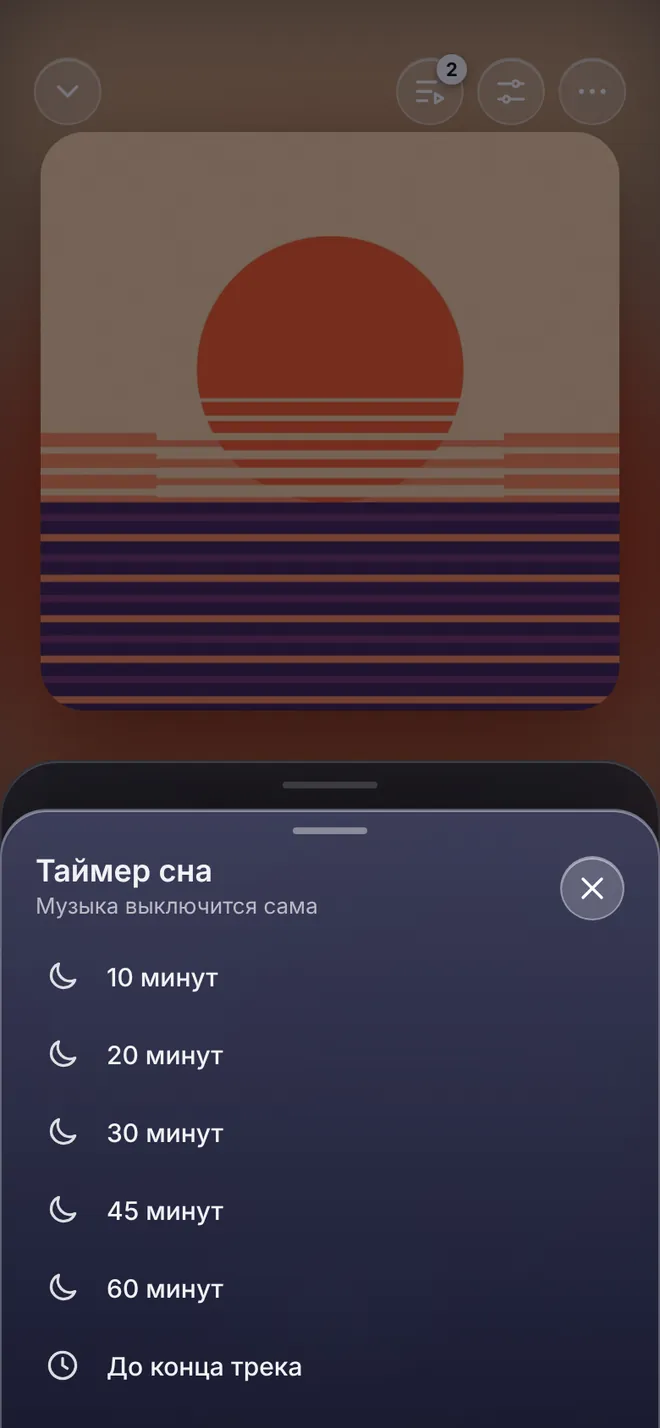 2
Таймер сна
Музыка выключится сама
10 минут
20 минут
30 минут
45 минут
60 минут
До конца трека